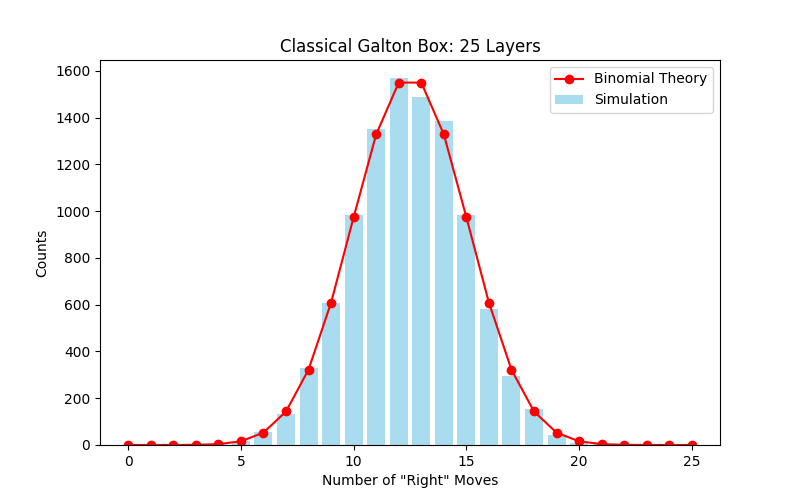 Classical Galton Box: 25 Layers
Binomial Theory
Simulation
1600
1400
1200
1000
800
600
400
200
0
Counts
0 5 10 15 20 25
Number of "Right" Moves